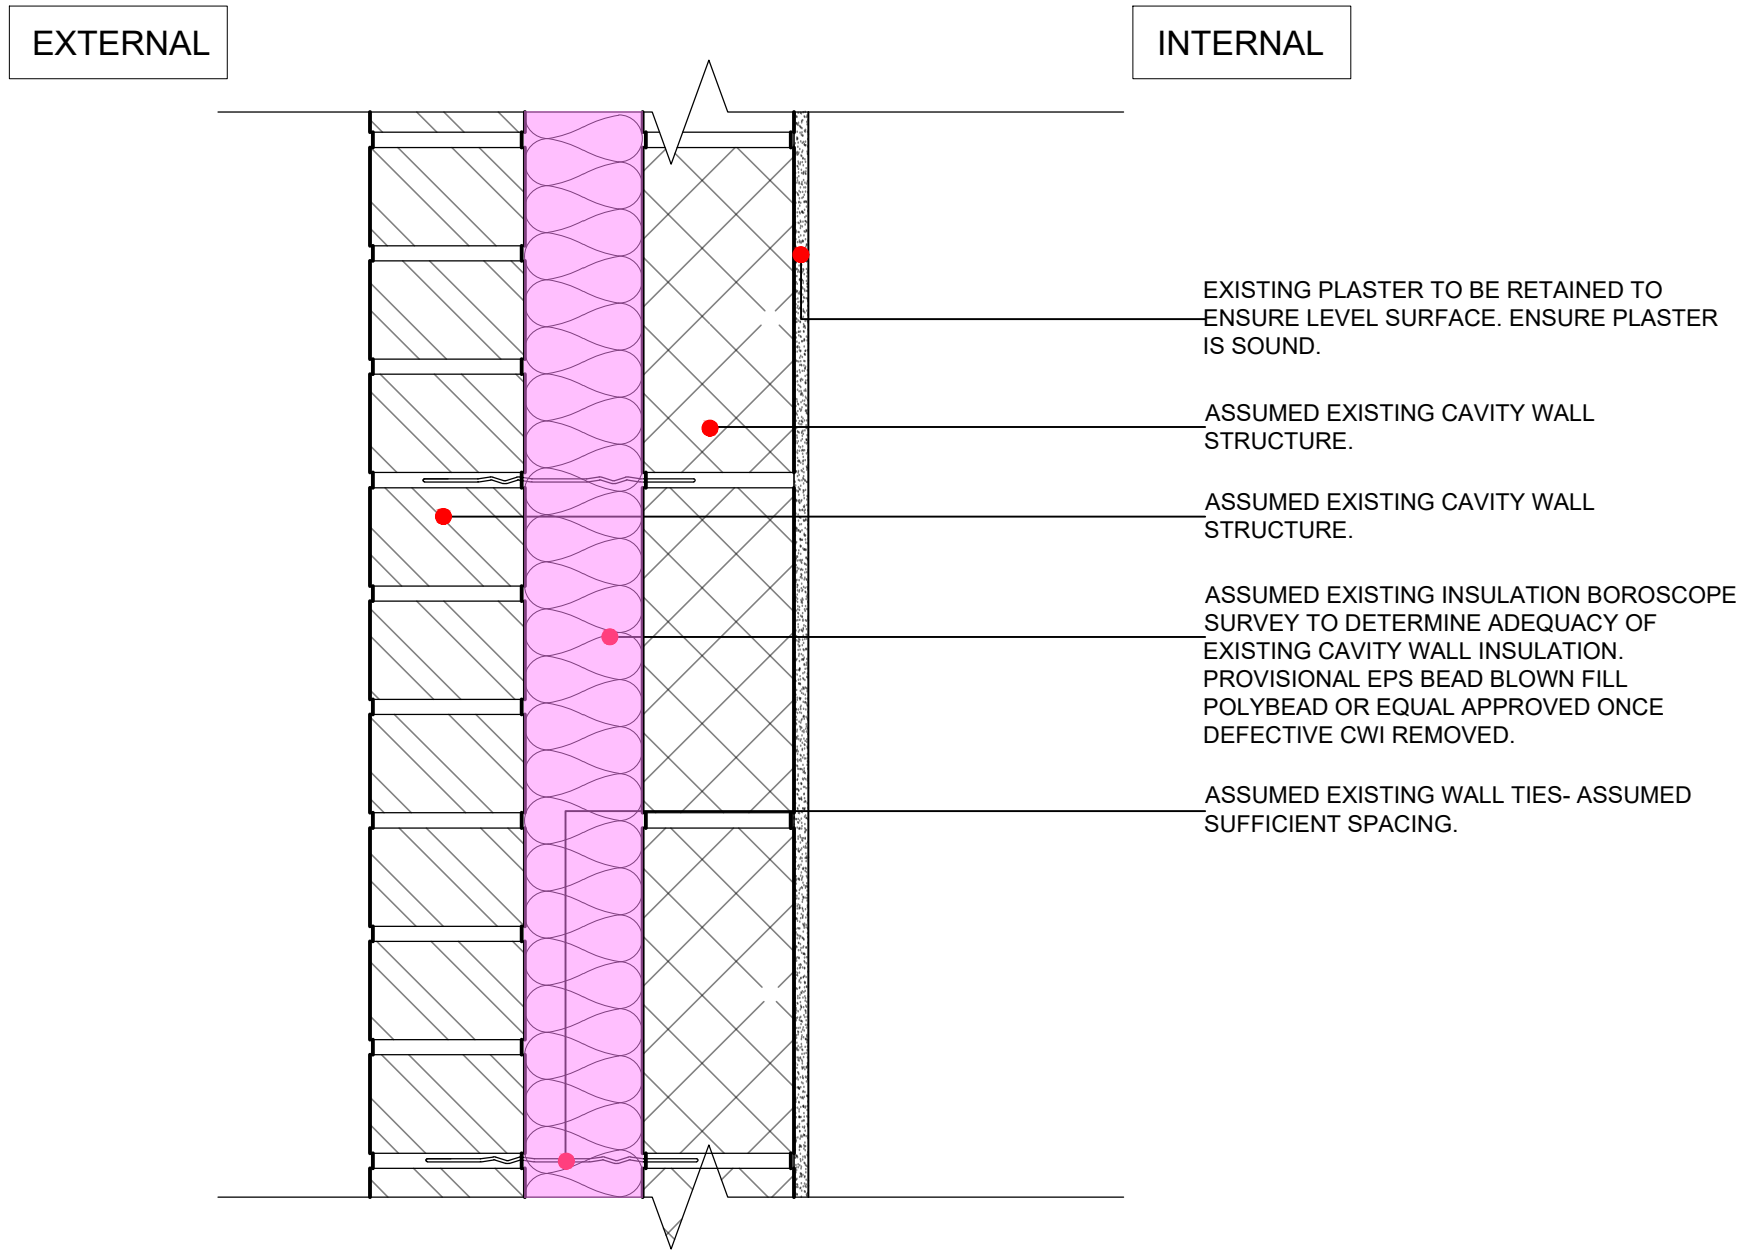 EXTERNAL
INTERNAL
EXISTING PLASTER TO BE RETAINED TO
ENSURE LEVEL SURFACE. ENSURE PLASTER
IS SOUND.
ASSUMED EXISTING CAVITY WALL
STRUCTURE.
ASSUMED EXISTING CAVITY WALL
STRUCTURE.
ASSUMED EXISTING INSULATION BOROSCOPE
SURVEY TO DETERMINE ADEQUACY OF
EXISTING CAVITY WALL INSULATION.
PROVISIONAL EPS BEAD BLOWN FILL
POLYBEAD OR EQUAL APPROVED ONCE
DEFECTIVE CWI REMOVED.
ASSUMED EXISTING WALL TIES- ASSUMED
SUFFICIENT SPACING.